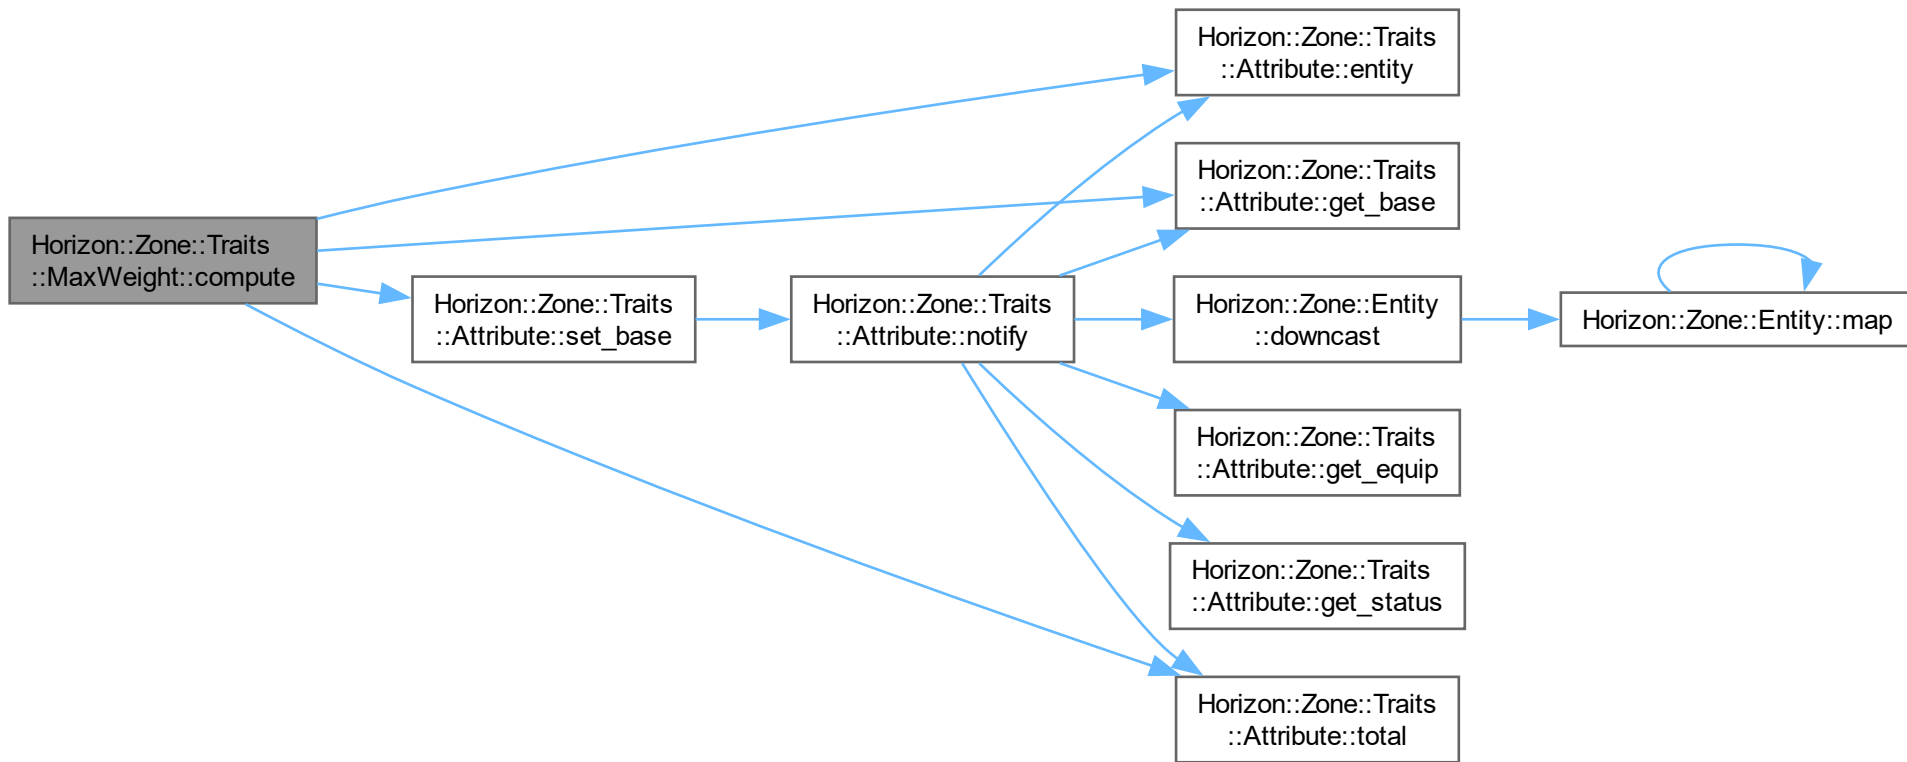 Horizon::Zone::Traits
::MaxWeight::compute
Horizon::Zone::Traits
::Attribute::set_base
Horizon::Zone::Traits
::Attribute::notify
Horizon::Zone::Traits
::Attribute::entity
Horizon::Zone::Traits
::Attribute::get_base
Horizon::Zone::Entity
::downcast
Horizon::Zone::Traits
::Attribute::get_equip
Horizon::Zone::Traits
::Attribute::get_status
Horizon::Zone::Traits
::Attribute::total
Horizon::Zone::Entity::map